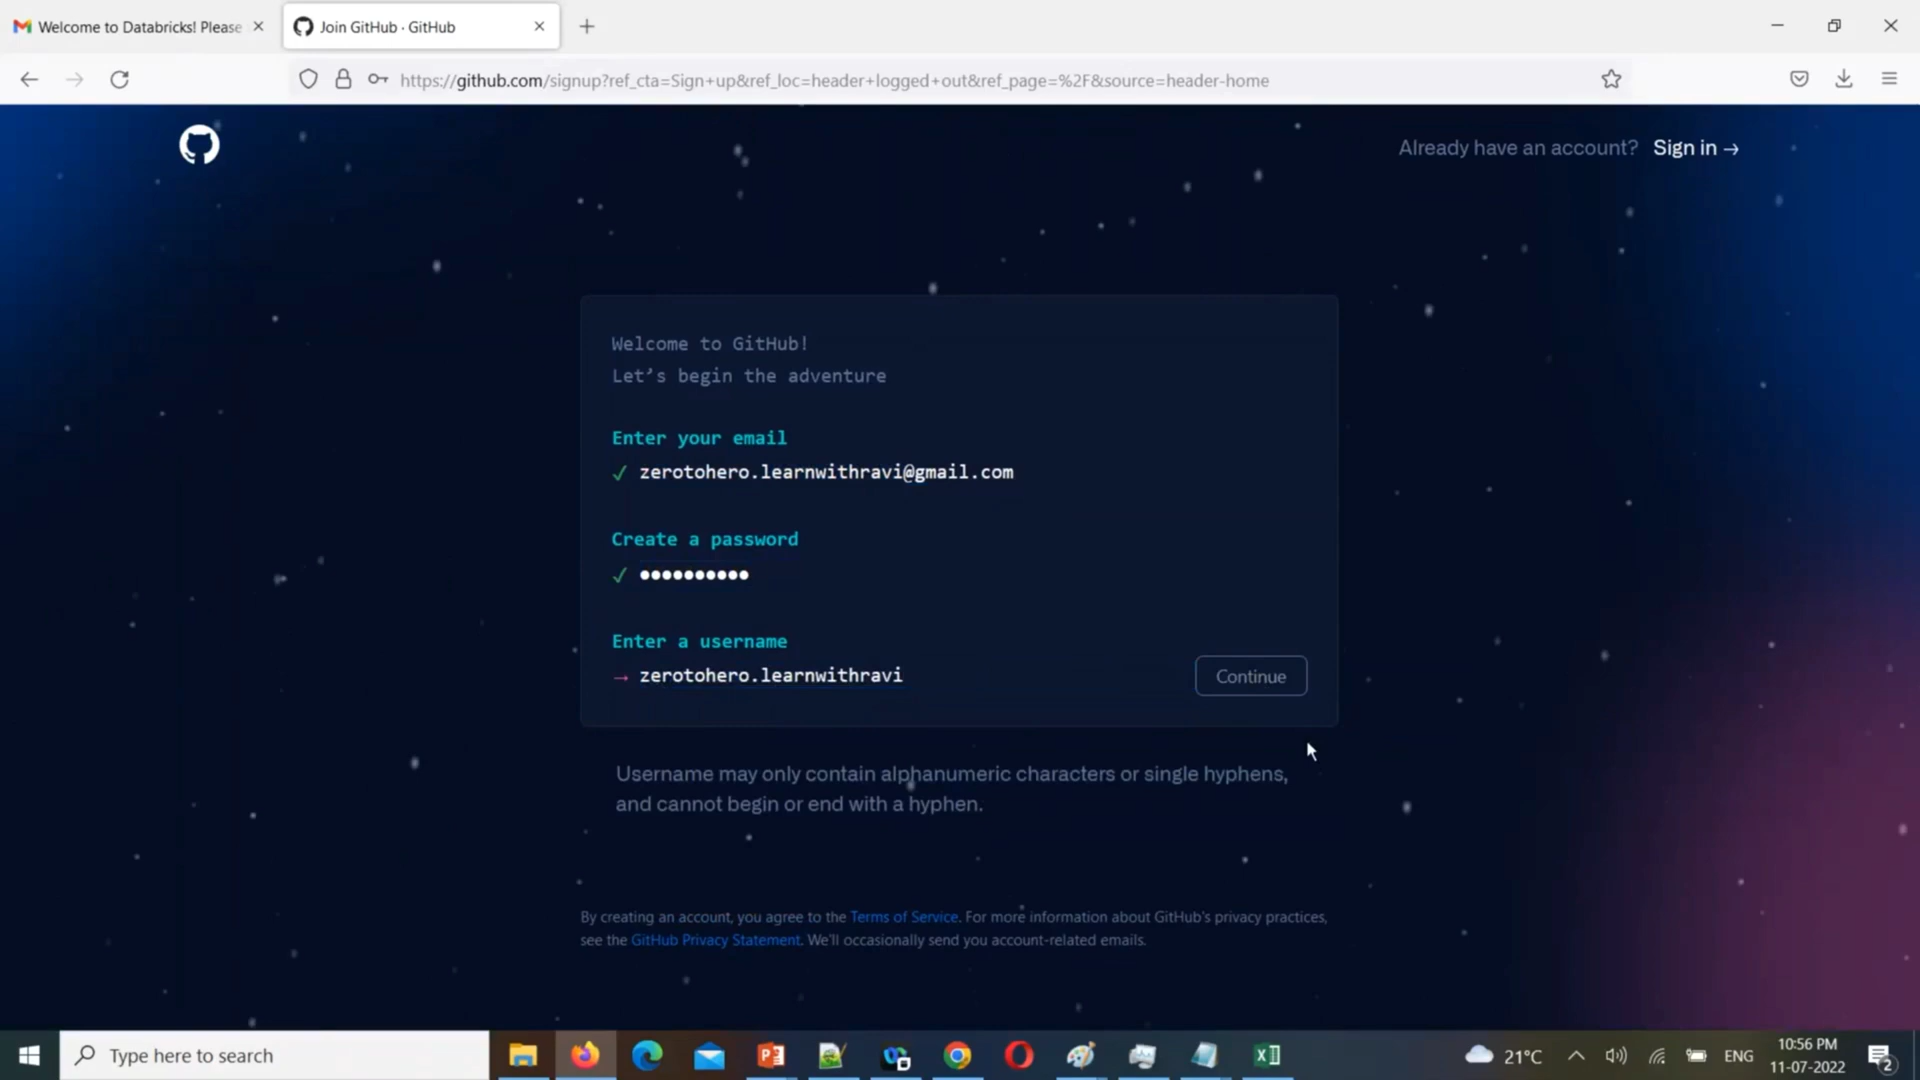 Welcome to Databricks! Please
Join GitHub · GitHub
https://github.com/signup?ref_cta=Sign+up&ref_loc=header+logged+out&ref_page=%2F&source=header-home
Already have an account? Sign in →
Welcome to GitHub!
Let’s begin the adventure
Enter your email
✓ zerotohero.learnwithravi@gmail.com
Create a password
✓ ●●●●●●●●●●
Enter a username
→ zerotohero.learnwithravi
Continue
Username may only contain alphanumeric characters or single hyphens,
and cannot begin or end with a hyphen.
By creating an account, you agree to the Terms of Service. For more information about GitHub's privacy practices,
see the GitHub Privacy Statement. We'll occasionally send you account-related emails.
Type here to search
21°C
ENG
10:56 PM
11-07-2022
2